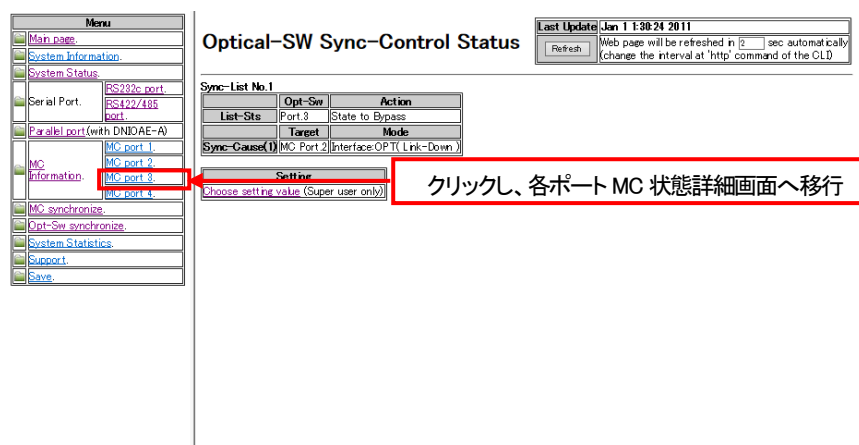 Menu
Main page.
System Information.
System Status.
Serial Port.
RS232c port.
RS422/485 port.
Parallel port.(with DNIOAE-A)
MC Information.
MC port 1.
MC port 2.
MC port 3.
MC port 4.
MC synchronize.
Opt-Sw synchronize.
System Statistics.
Support.
Save.
Optical-SW Sync-Control Status
Last Update Jan 1 1:38:24 2011
Refresh Web page will be refreshed in 2 sec automatically
(change the interval at 'http' command of the CLI)
Sync-List No.1
Opt-Sw Action
List-Sts Port.3 State to Bypass
Target Mode
Sync-Cause(1) MC Port.2 Interface:OPT( Link-Down )
Setting
Choose setting value (Super user only)
クリックし、各ポート MC 状態詳細画面へ移行